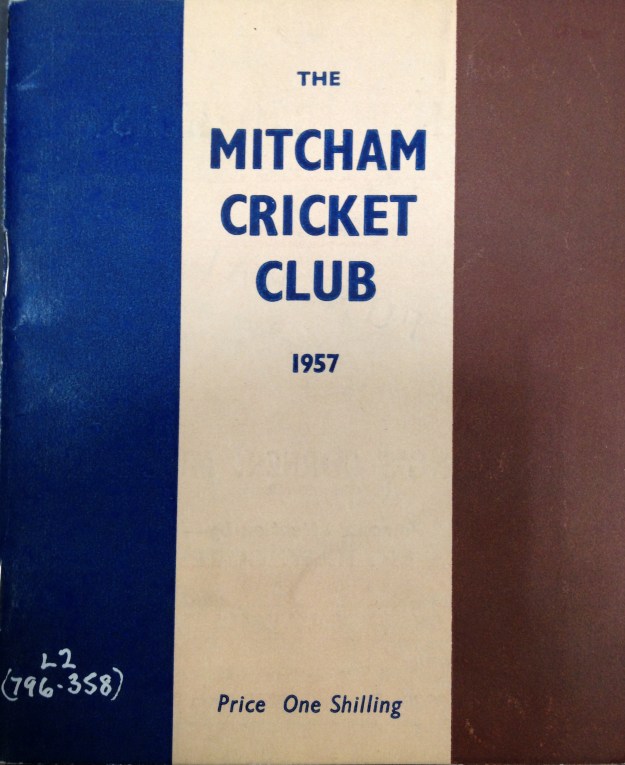 THE
MITCHAM
CRICKET
CLUB
1957
L2
(796-358)
Price One Shilling